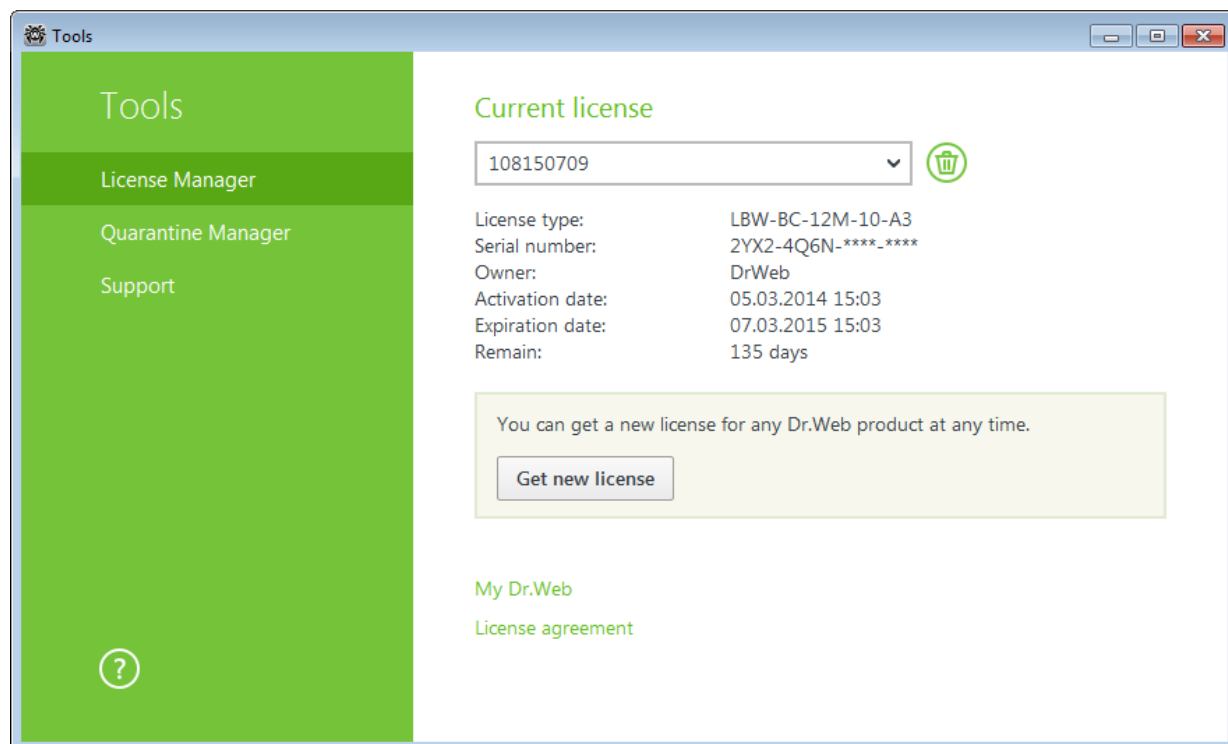 Tools
Tools
License Manager
Quarantine Manager
Support
?
Current license
108150709
License type: LBW-BC-12M-10-A3
Serial number: 2YX2-4Q6N-****-****
Owner: DrWeb
Activation date: 05.03.2014 15:03
Expiration date: 07.03.2015 15:03
Remain: 135 days
You can get a new license for any Dr.Web product at any time.
Get new license
My Dr.Web
License agreement